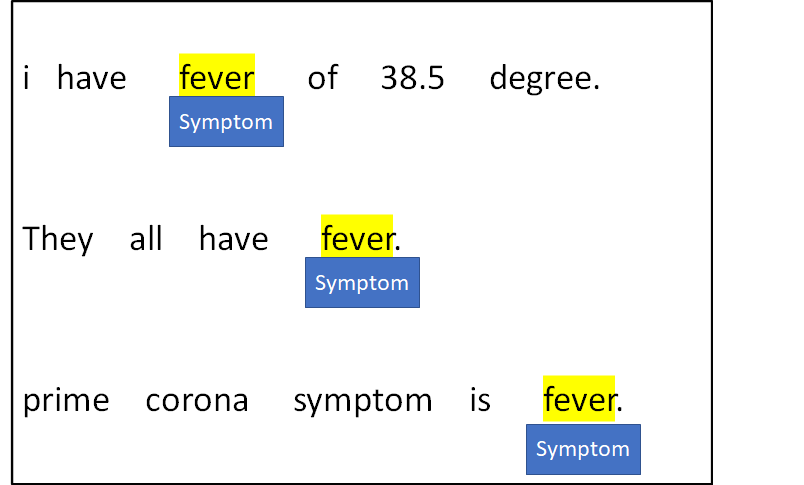 i have fever of 38.5 degree.
Symptom
They all have fever.
Symptom
prime corona symptom is fever.
Symptom